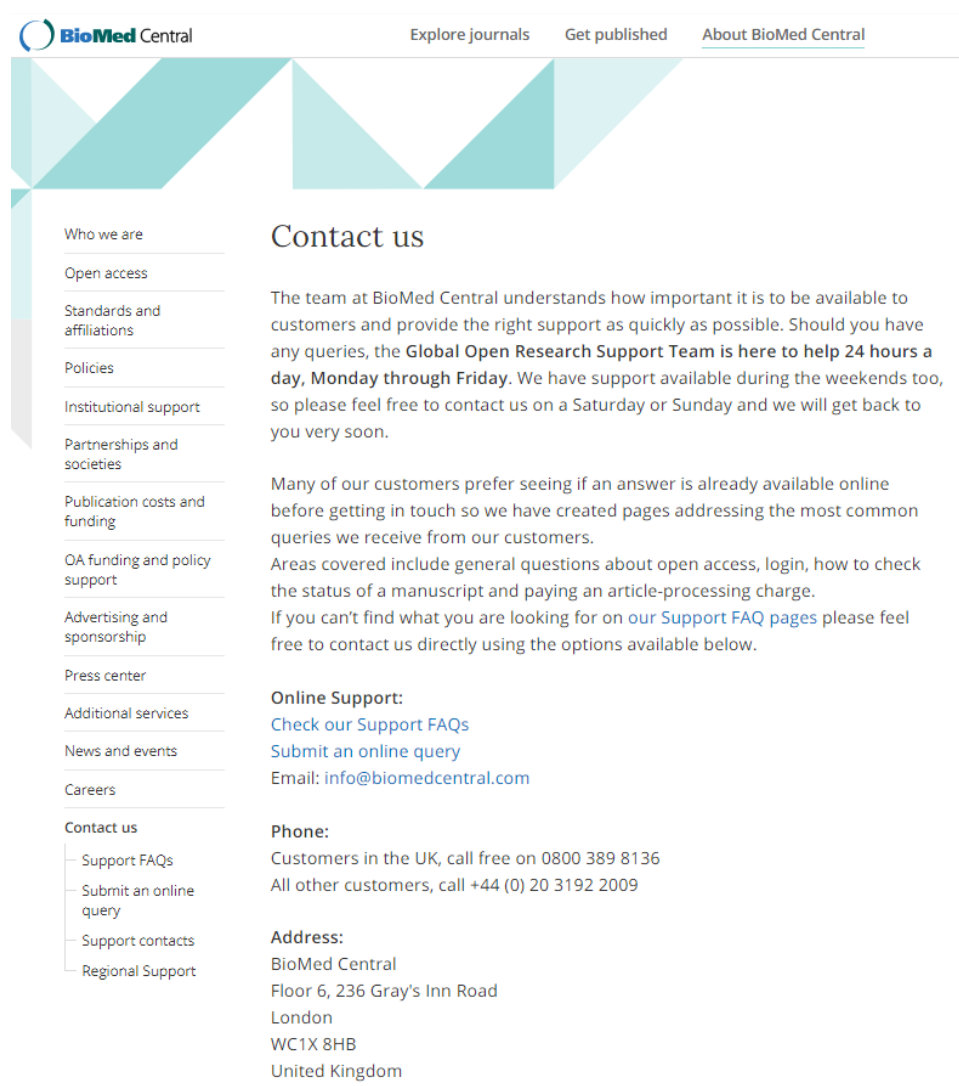 BioMed Central
Explore journals
Get published
About BioMed Central
Who we are
Open access
Standards and
affiliations
Policies
Institutional support
Partnerships and
societies
Publication costs and
funding
OA funding and policy
support
Advertising and
sponsorship
Press center
Additional services
News and events
Careers
Contact us
Support FAQs
Submit an online
query
Support contacts
Regional Support
Contact us
The team at BioMed Central understands how important it is to be available to
customers and provide the right support as quickly as possible. Should you have
any queries, the Global Open Research Support Team is here to help 24 hours a
day, Monday through Friday. We have support available during the weekends too,
so please feel free to contact us on a Saturday or Sunday and we will get back to
you very soon.
Many of our customers prefer seeing if an answer is already available online
before getting in touch so we have created pages addressing the most common
queries we receive from our customers.
Areas covered include general questions about open access, login, how to check
the status of a manuscript and paying an article-processing charge.
If you can't find what you are looking for on our Support FAQ pages please feel
free to contact us directly using the options available below.
Online Support:
Check our Support FAQs
Submit an online query
Email: info@biomedcentral.com
Phone:
Customers in the UK, call free on 0800 389 8136
All other customers, call +44 (0) 20 3192 2009
Address:
BioMed Central
Floor 6, 236 Gray's Inn Road
London
WC1X 8HB
United Kingdom